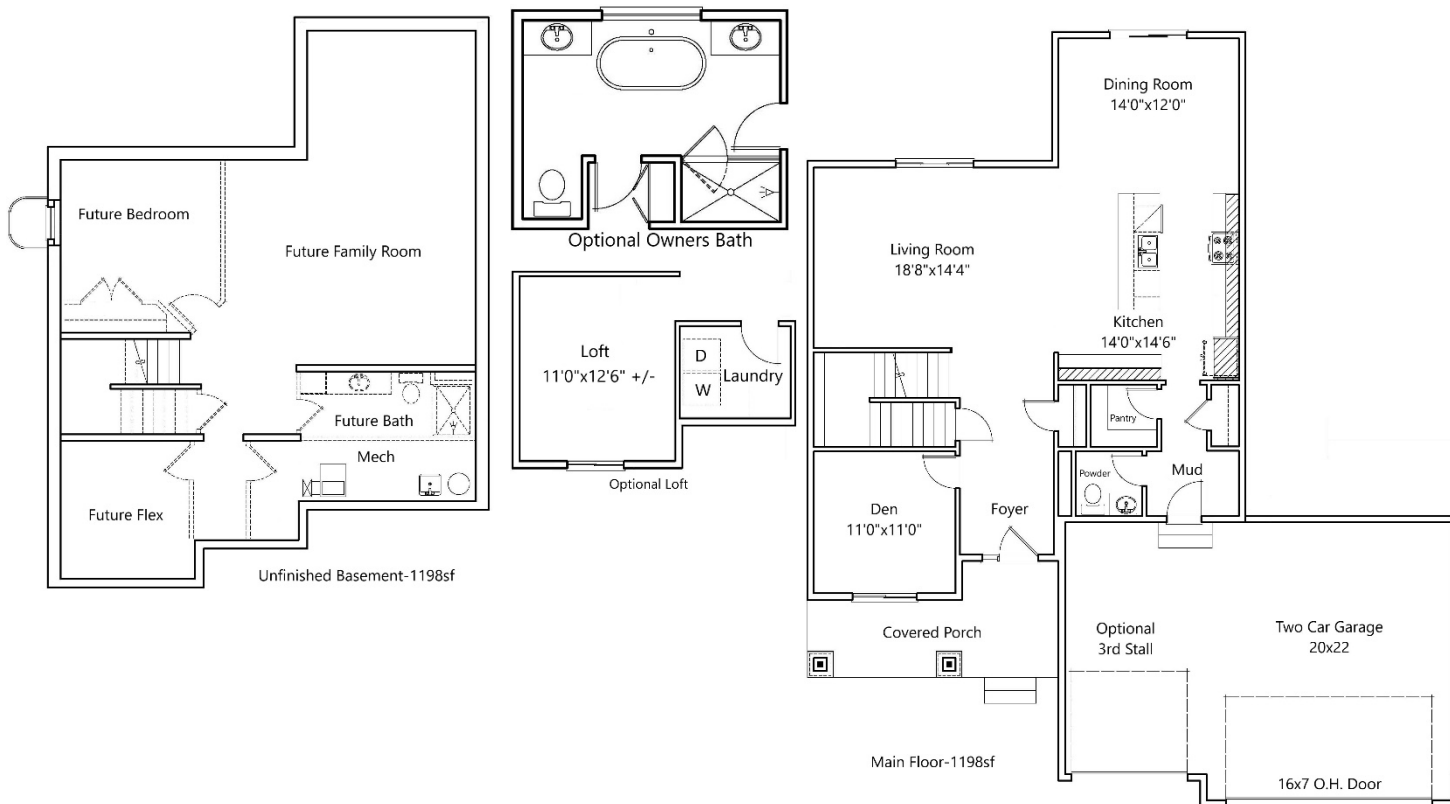 Future Bedroom
Future Family Room
Future Bath
Mech
Future Flex
Unfinished Basement-1198sf
Optional Owners Bath
Loft
11'0"x12'6" +/-
D
W
Laundry
Optional Loft
Dining Room
14'0"x12'0"
Living Room
18'8"x14'4"
Kitchen
14'0"x14'6"
Pantry
Powder
Mud
Den
11'0"x11'0"
Foyer
Covered Porch
Optional
3rd Stall
Two Car Garage
20x22
Main Floor-1198sf
16x7 O.H. Door